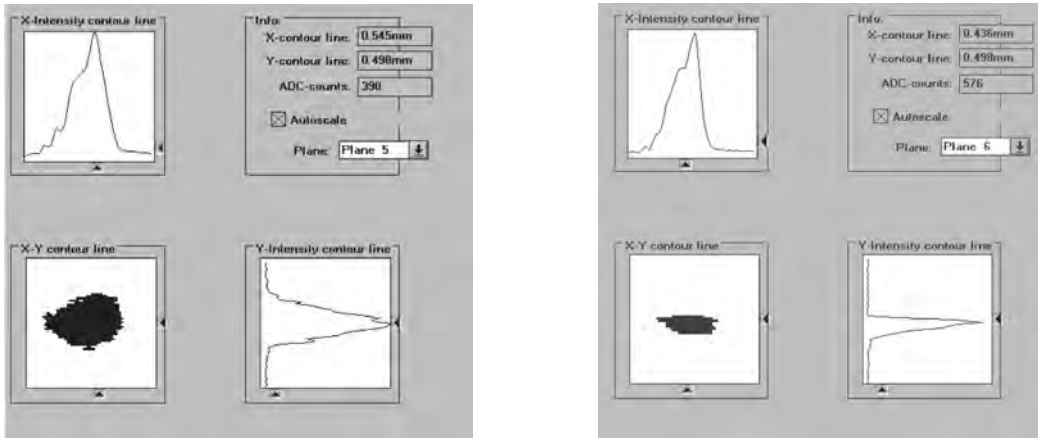 X-Intensity contour line
Info:
X-contour line: 0.545mm
Y-contour line: 0.498mm
ADC-counts: 390
Autoscale
Plane: Plane 5
X-Y contour line
Y-Intensity contour line
X-Intensity contour line
Info:
X-contour line: 0.436mm
Y-contour line: 0.498mm
ADC-counts: 576
Autoscale
Plane: Plane 6
X-Y contour line
Y-Intensity contour line